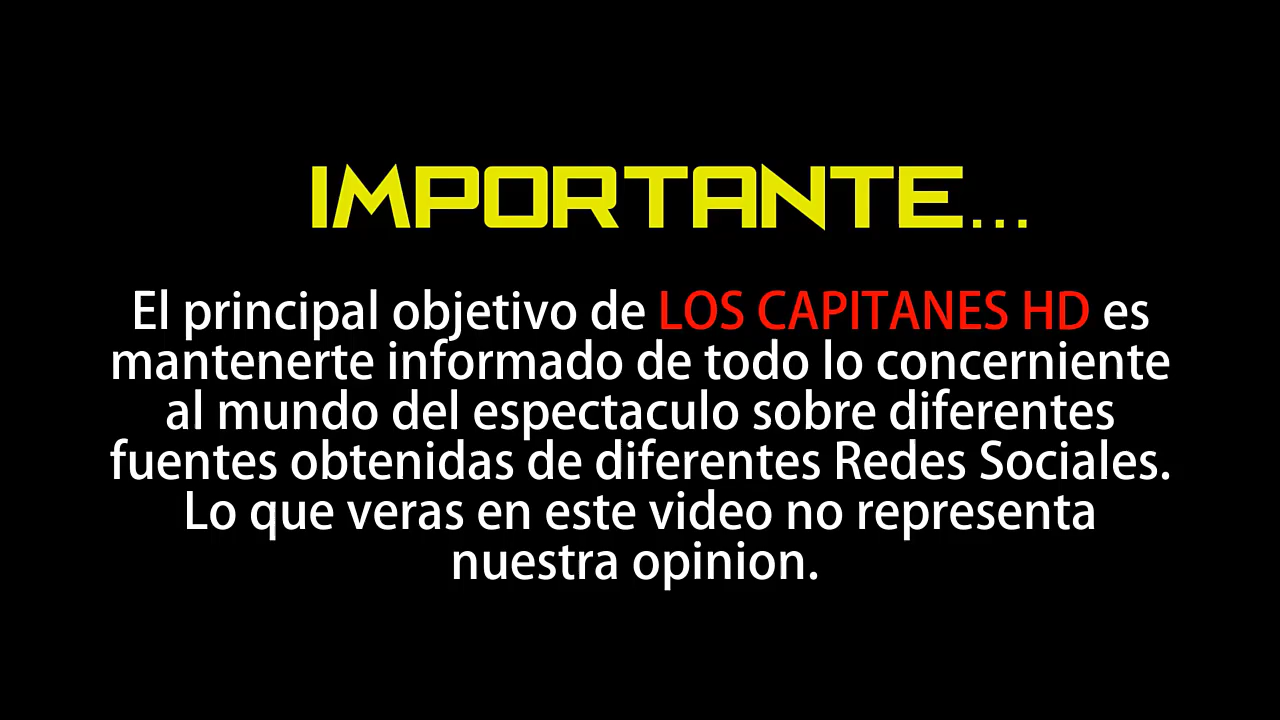 IMPORTANTE...
El principal objetivo de LOS CAPITANES HD es
mantenerte informado de todo lo concerniente
al mundo del espectaculo sobre diferentes
fuentes obtenidas de diferentes Redes Sociales.
Lo que veras en este video no representa
nuestra opinion.